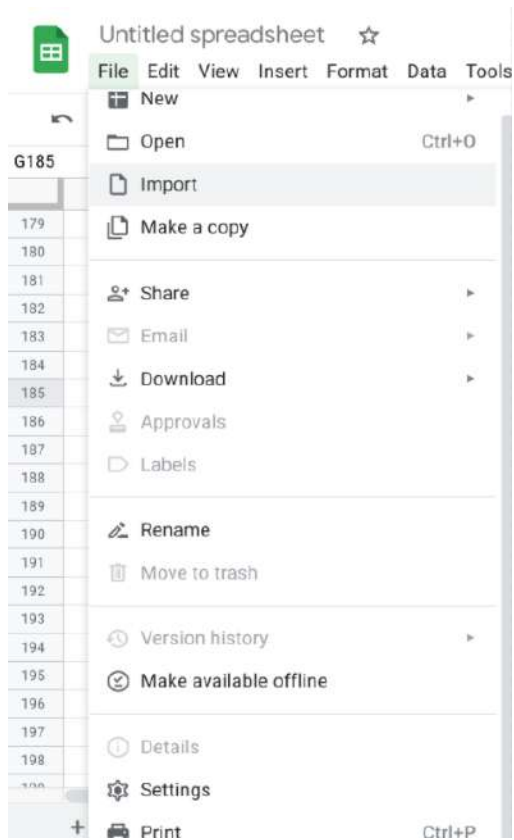 Untitled spreadsheet
File Edit View Insert Format Data Tools
New
Open Ctrl+O
G185
Import
Make a copy
179
180
181
Share
182
183
Email
184
Download
185
186
Approvals
187
Labels
188
189
190
Rename
191
Move to trash
192
193
Version history
194
195
Make available offline
196
197
Details
198
199
Settings
+
Print Ctrl+P